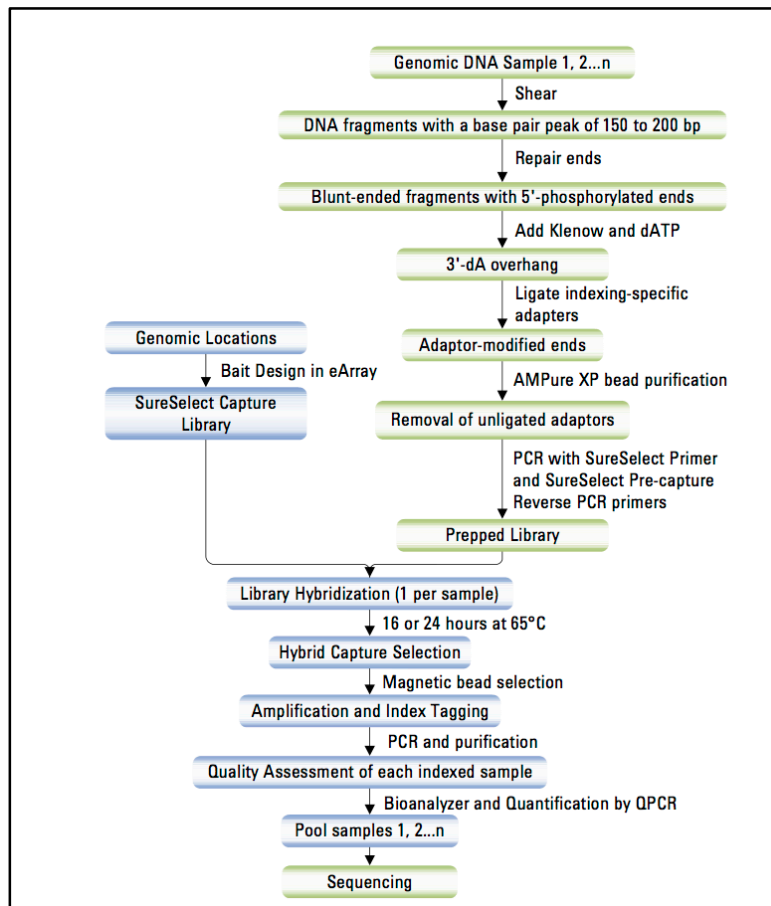 Genomic DNA Sample 1, 2...n
Shear
DNA fragments with a base pair peak of 150 to 200 bp
Repair ends
Blunt-ended fragments with 5'-phosphorylated ends
Add Klenow and dATP
3'-dA overhang
Ligate indexing-specific
adapters
Genomic Locations
Adaptor-modified ends
Bait Design in eArray
AMPure XP bead purification
SureSelect Capture
Library
Removal of unligated adaptors
PCR with SureSelect Primer
and SureSelect Pre-capture
Reverse PCR primers
Prepped Library
Library Hybridization (1 per sample)
16 or 24 hours at 65°C
Hybrid Capture Selection
Magnetic bead selection
Amplification and Index Tagging
PCR and purification
Quality Assessment of each indexed sample
Bioanalyzer and Quantification by QPCR
Pool samples 1, 2...n
Sequencing